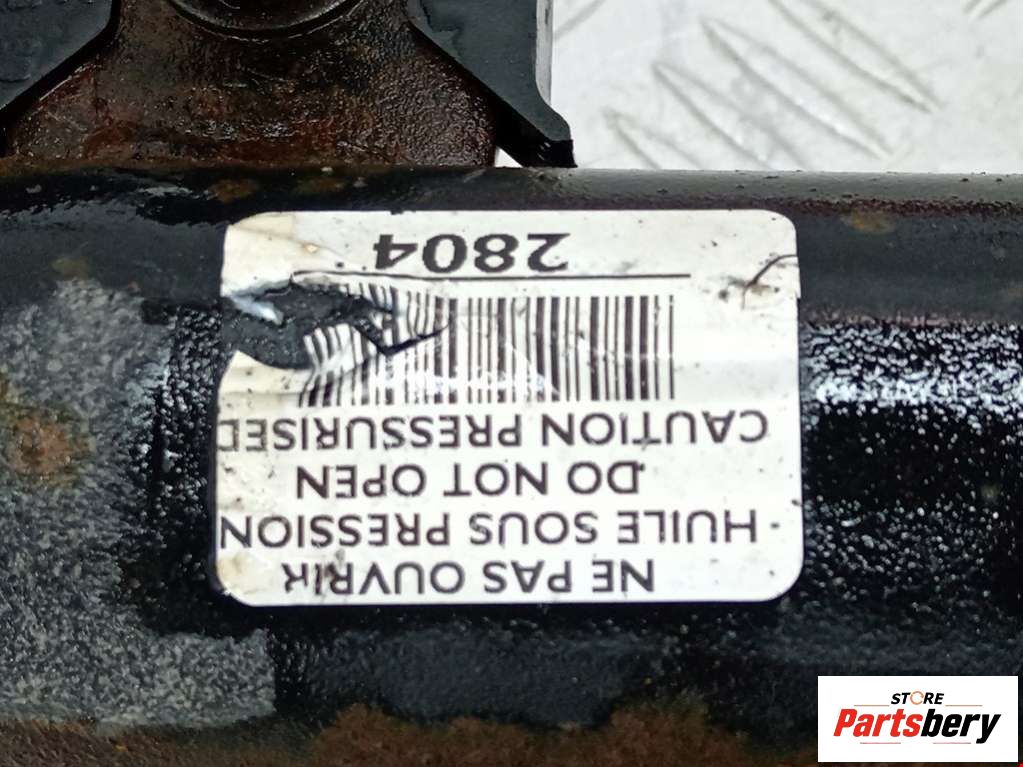 NE PAS OUVRIR
- HUILE SOUS PRESSION
DO NOT OPEN
CAUTION PRESSURISED
2804
STORE
Partsbery